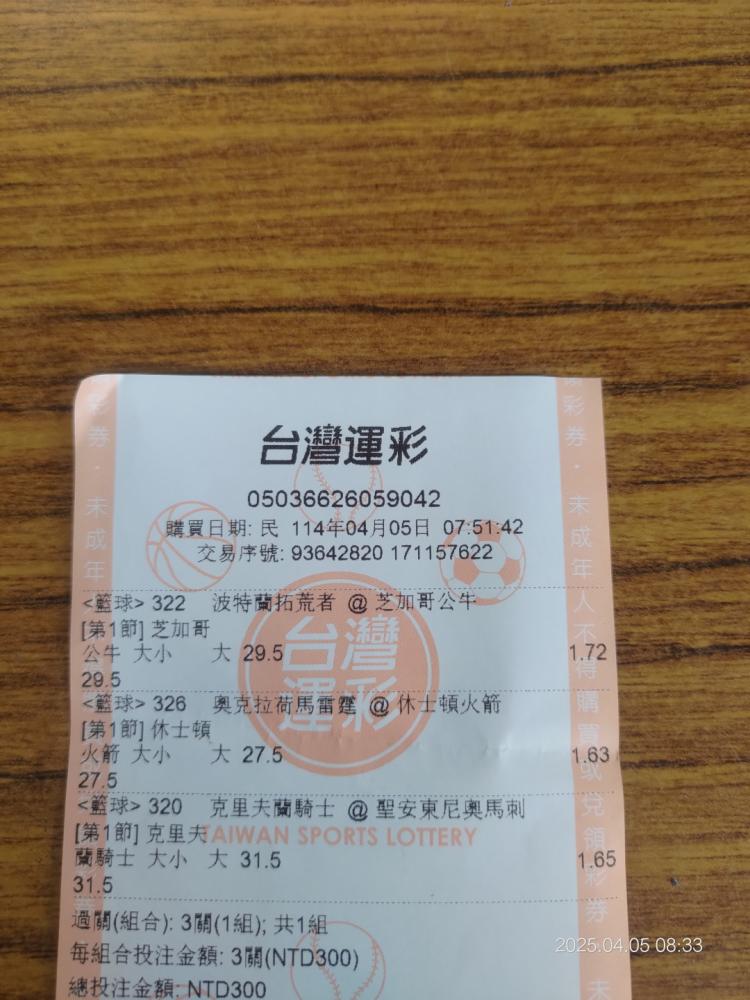 台灣運彩
05036626059042
購買日期: 民 114年04月05日 07:51:42
交易序號: 93642820 171157622
<籃球> 322 波特蘭拓荒者 @ 芝加哥公牛
[第1節] 芝加哥
公牛 大小 大 29.5 1.72
29.5
<籃球> 326 奧克拉荷馬雷霆 @ 休士頓火箭
[第1節] 休士頓
火箭 大小 大 27.5 1.63
27.5
<籃球> 320 克里夫蘭騎士 @ 聖安東尼奧馬刺
[第1節] 克里夫
蘭騎士 大小 大 31.5 1.65
31.5
過關(組合): 3關(1組); 共1組
每組合投注金額: 3關(NTD300)
總投注金額: NTD300
台灣
運彩
TAIWAN SPORTS LOTTERY
彩券・未成年
彩券・未成年人不得購買或兌領彩券
未
2025.04.05 08:33